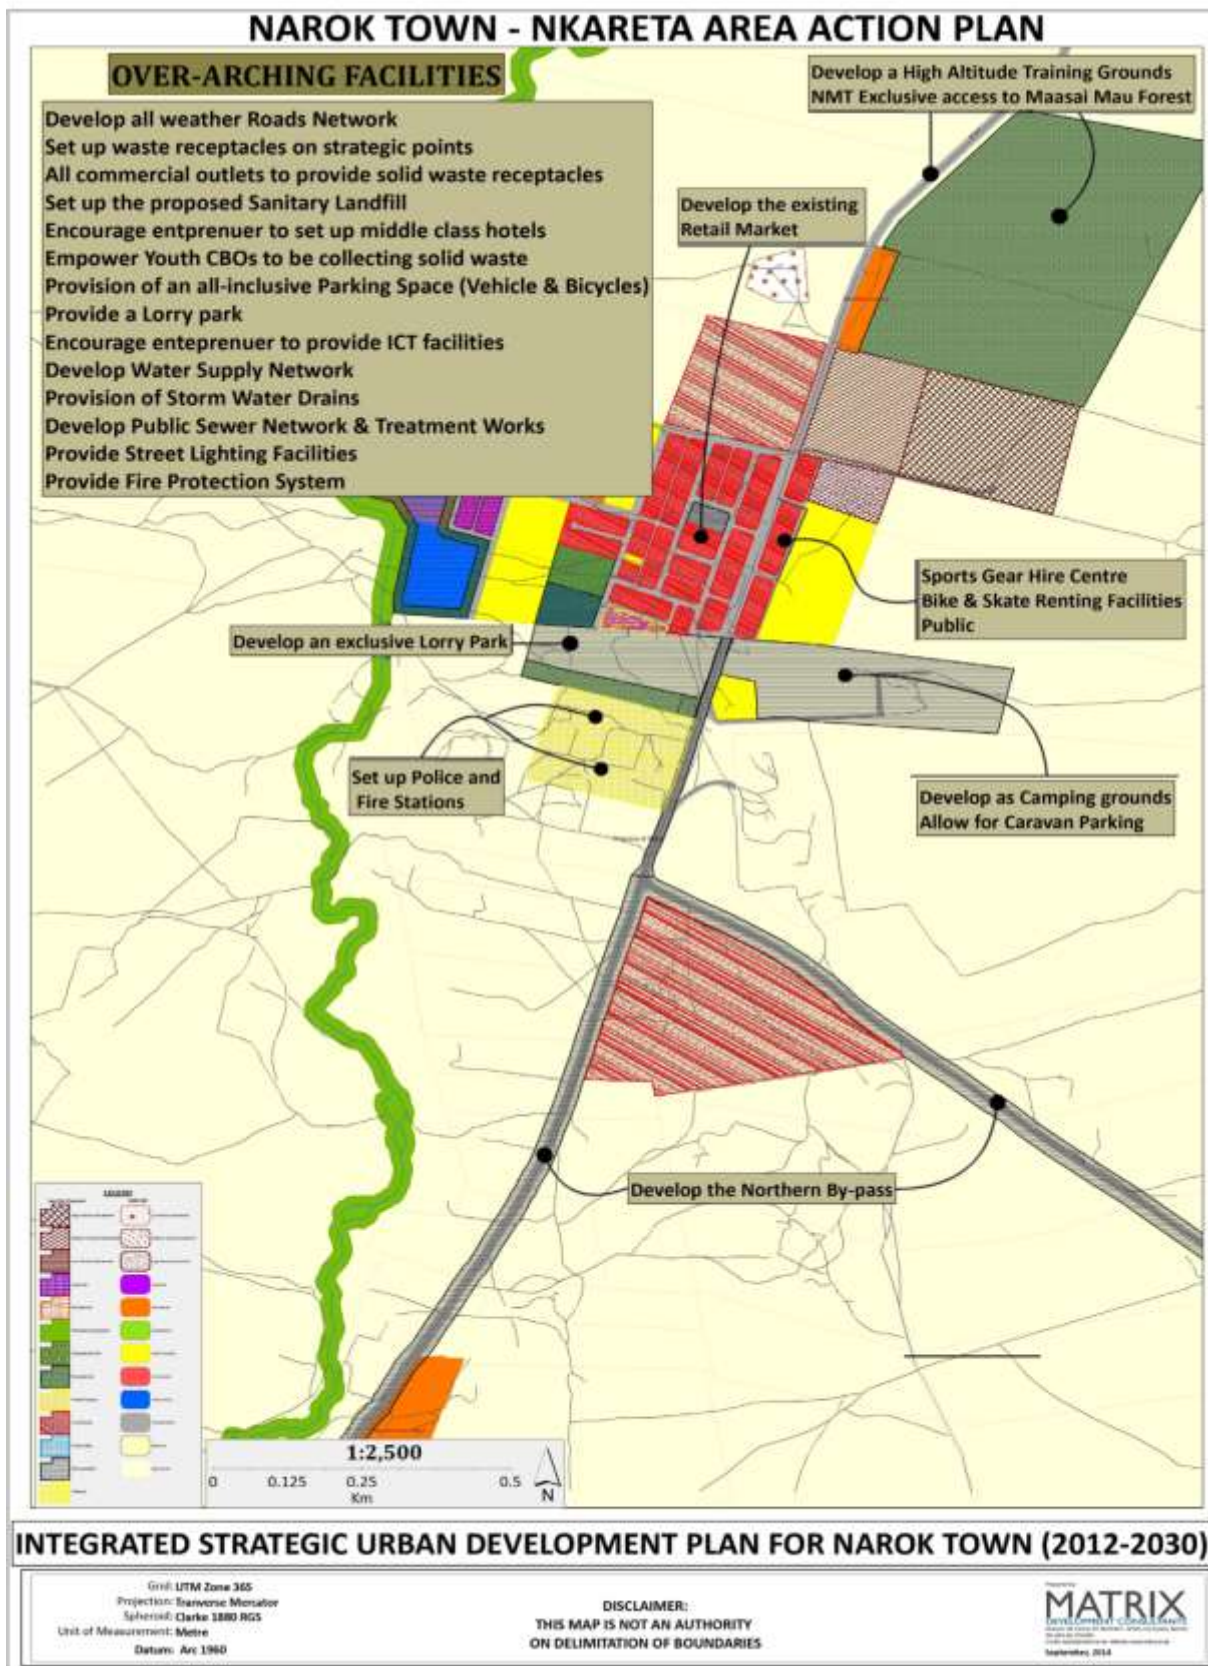 NAROK TOWN - NKARETA AREA ACTION PLAN
OVER-ARCHING FACILITIES
Develop all weather Roads Network
Set up waste receptacles on strategic points
All commercial outlets to provide solid waste receptacles
Set up the proposed Sanitary Landfill
Encourage entprenuer to set up middle class hotels
Empower Youth CBOs to be collecting solid waste
Provision of an all-inclusive Parking Space (Vehicle & Bicycles)
Provide a Lorry park
Encourage enteprenuer to provide ICT facilities
Develop Water Supply Network
Provision of Storm Water Drains
Develop Public Sewer Network & Treatment Works
Provide Street Lighting Facilities
Provide Fire Protection System
Develop a High Altitude Training Grounds
NMT Exclusive access to Maasai Mau Forest
Develop the existing
Retail Market
Sports Gear Hire Centre
Bike & Skate Renting Facilities
Public
Develop an exclusive Lorry Park
Set up Police and
Fire Stations
Develop as Camping grounds
Allow for Caravan Parking
Develop the Northern By-pass
LEGEND
1:2,500
0 0.125 0.25 0.5
Km
N
INTEGRATED STRATEGIC URBAN DEVELOPMENT PLAN FOR NAROK TOWN (2012-2030)
Grid: UTM Zone 36S
Projection: Tranverse Mercator
Spheroid: Clarke 1880 RGS
Unit of Measurement: Metre
Datum: Arc 1960
DISCLAIMER:
THIS MAP IS NOT AN AUTHORITY
ON DELIMITATION OF BOUNDARIES
MATRIX
DEVELOPMENT CONSULTANTS
September, 2014